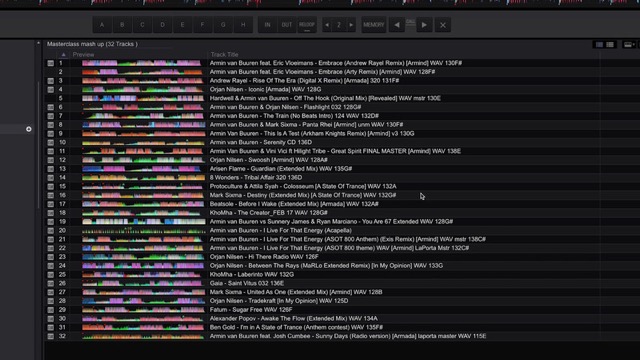 A B C D E F G H IN OUT 2 MEMORY
Masterclass mash up (32 Tracks )
Preview Track Title
1 Armin van Buuren feat. Eric Vloeimans - Embrace (Andrew Rayel Remix) [Armind] WAV 130F#
2 Armin van Buuren feat. Eric Vloeimans - Embrace (Arty Remix) [Armind] WAV 128F#
3 Andrew Rayel - Rise Of The Era (Digital X Remix) [Armada] 320 131F#
4 Orjan Nilsen - Iconic [Armada] WAV 128G
5 Hardwell & Armin van Buuren - Off The Hook (Original Mix) [Revealed] WAV mstr 130E
6 Armin van Buuren & Orjan Nilsen - Flashlight 032 128G#
7 Armin van Buuren - The Train (No Beats Intro) 124 WAV 132D#
8 Armin van Buuren & Mark Sixma - Panta Rhei [Armind] unm WAV 130F#
9 Armin van Buuren - This Is A Test (Arkham Knights Remix) [Armind] v3 130G
10 Armin van Buuren - Serenity CD 136D
11 Armin van Buuren & Vini Vici ft Hilight Tribe - Great Spirit FINAL MASTER [Armind] WAV 138E
12 Orjan Nilsen - Swoosh [Armind] WAV 128A#
13 Arisen Flame - Guardian (Extended Mix) WAV 135G#
14 8 Wonders - Tribal Affair 320 136D
15 Protoculture & Attila Syah - Colosseum [A State Of Trance] WAV 132A
16 Mark Sixma - Destiny (Extended Mix) [A State Of Trance] WAV 132G#
17 Beatsole - Before I Wake (Extended Mix) [Armada] WAV 132A#
18 KhoMha - The Creator_FEB 17 WAV 128G#
19 Armin van Buuren vs Sunnery James & Ryan Marciano - You Are 67 Extended WAV 128G#
20 Armin van Buuren - I Live For That Energy (Acapella)
21 Armin van Buuren - I Live For That Energy (ASOT 800 Anthem) (Exis Remix) [Armind] WAV mstr 138C#
22 Armin van Buuren - I Live For That Energy (ASOT 800 theme) WAV [Armind] LaPorta Mster 132C#
23 Orjan Nilsen - Hi There Radio WAV 126F
24 Orjan Nilsen - Between The Rays (MaRLo Extended Remix) [In My Opinion] WAV 133G
25 KhoMha - Laberinto WAV 132G
26 Gaia - Saint Vitus 032 136E
27 Mark Sixma - United As One (Extended Mix) [Armind] WAV 128B
28 Orjan Nilsen - Tradekraft [In My Opinion] WAV 125D
29 Fatum - Sugar Free WAV 126F
30 Alexander Popov - Awake The Flow (Extended Mix) WAV 134A
31 Ben Gold - I'm in A State of Trance (Anthem contest) WAV 135F#
32 Armin van Buuren feat. Josh Cumbee - Sunny Days (Radio version) [Armada] laporta master WAV 115E